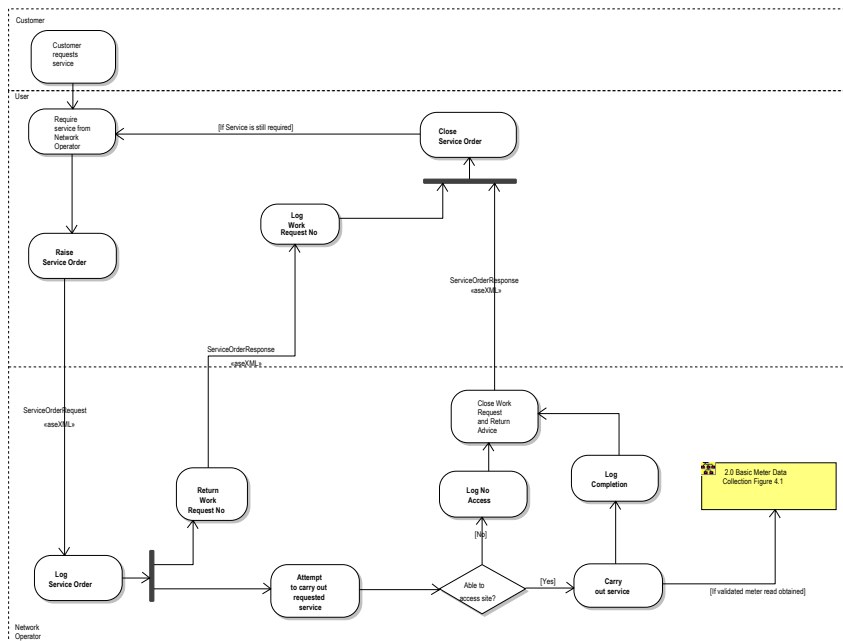 Customer
Customer
requests
service
User
Require
service from
Network
Operator
[If Service is still required]
Close
Service Order
Log
Work
Request No
Raise
Service Order
ServiceOrderResponse
«aseXML»
ServiceOrderResponse
«aseXML»
ServiceOrderRequest
«aseXML»
Close Work
Request
and Return
Advice
Return
Work
Request No
Log No
Access
Log
Completion
2.0 Basic Meter Data
Collection Figure 4.1
[No]
Log
Service Order
Attempt
to carry out
requested
service
Able to
access site?
[Yes]
Carry
out service
[If validated meter read obtained]
Network
Operator